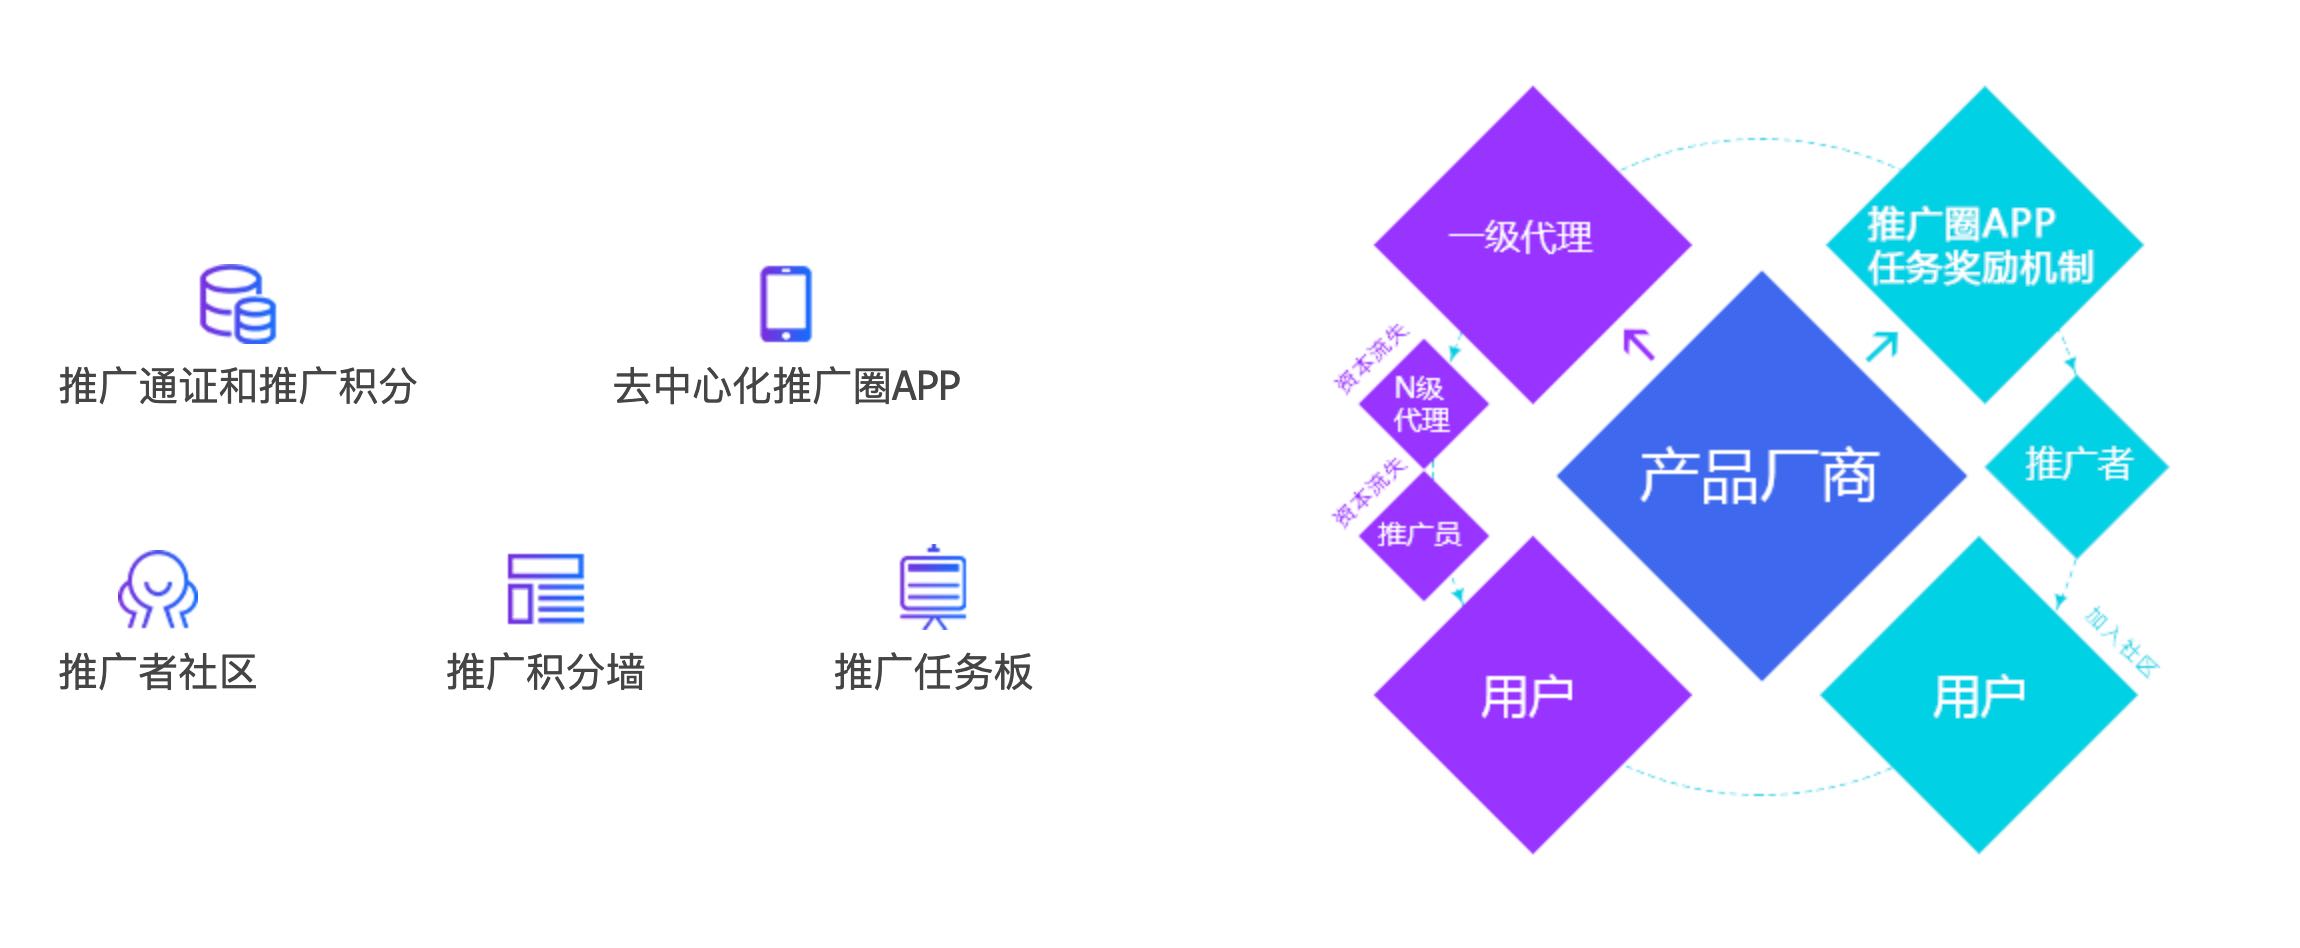 推广通证和推广积分
去中心化推广圈APP
推广者社区
推广积分墙
推广任务板
一级代理
推广圈APP
任务奖励机制
资本流失
N级
代理
产品厂商
推广者
资本流失
推广员
加入社区
用户
用户